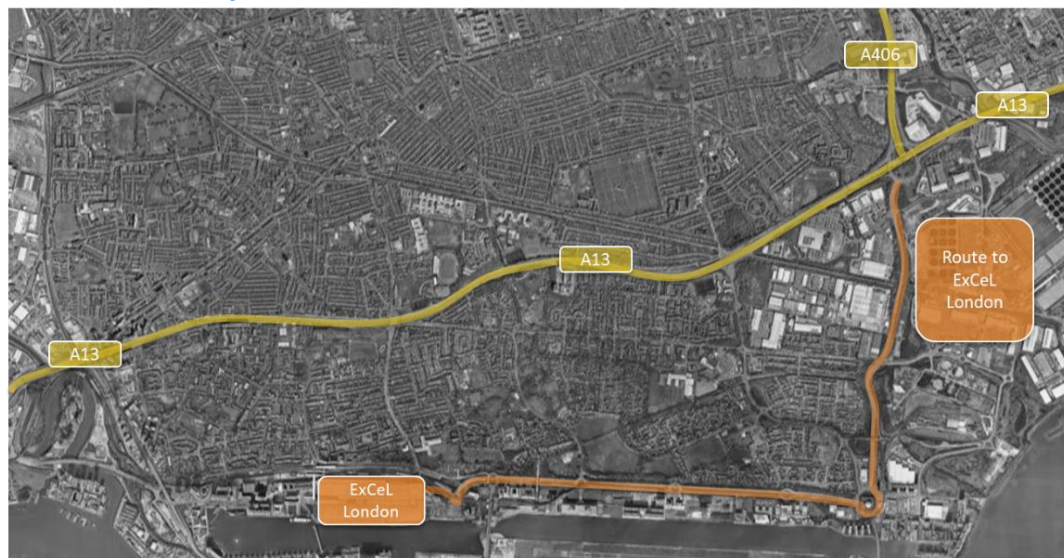 A406
A13
A13
Route to
ExCeL
London
A13
ExCeL
London